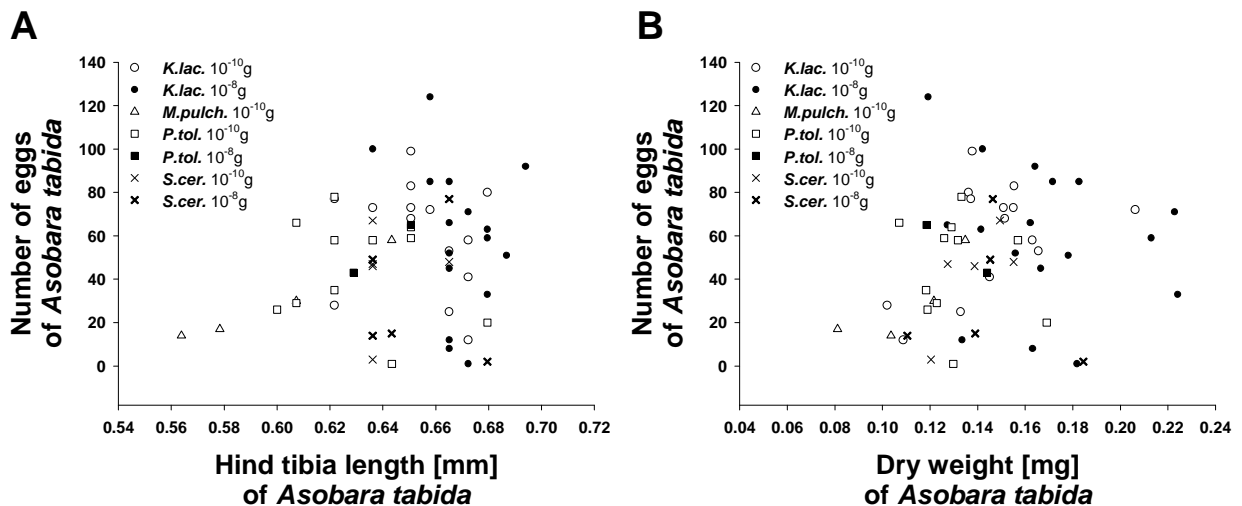 A
140
120
100
80
60
40
20
0
K.lac. 10⁻¹⁰g
K.lac. 10⁻⁸g
M.pulch. 10⁻¹⁰g
P.tol. 10⁻¹⁰g
P.tol. 10⁻⁸g
S.cer. 10⁻¹⁰g
S.cer. 10⁻⁸g
Number of eggs
of Asobara tabida
0.54 0.56 0.58 0.60 0.62 0.64 0.66 0.68 0.70 0.72
Hind tibia length [mm]
of Asobara tabida
B
140
120
100
80
60
40
20
0
K.lac. 10⁻¹⁰g
K.lac. 10⁻⁸g
M.pulch. 10⁻¹⁰g
P.tol. 10⁻¹⁰g
P.tol. 10⁻⁸g
S.cer. 10⁻¹⁰g
S.cer. 10⁻⁸g
Number of eggs
of Asobara tabida
0.04 0.06 0.08 0.10 0.12 0.14 0.16 0.18 0.20 0.22 0.24
Dry weight [mg]
of Asobara tabida